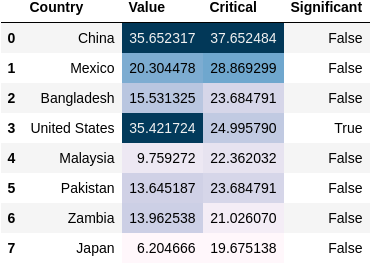 Country Value Critical Significant
0 China 35.652317 37.652484 False
1 Mexico 20.304478 28.869299 False
2 Bangladesh 15.531325 23.684791 False
3 United States 35.421724 24.995790 True
4 Malaysia 9.759272 22.362032 False
5 Pakistan 13.645187 23.684791 False
6 Zambia 13.962538 21.026070 False
7 Japan 6.204666 19.675138 False